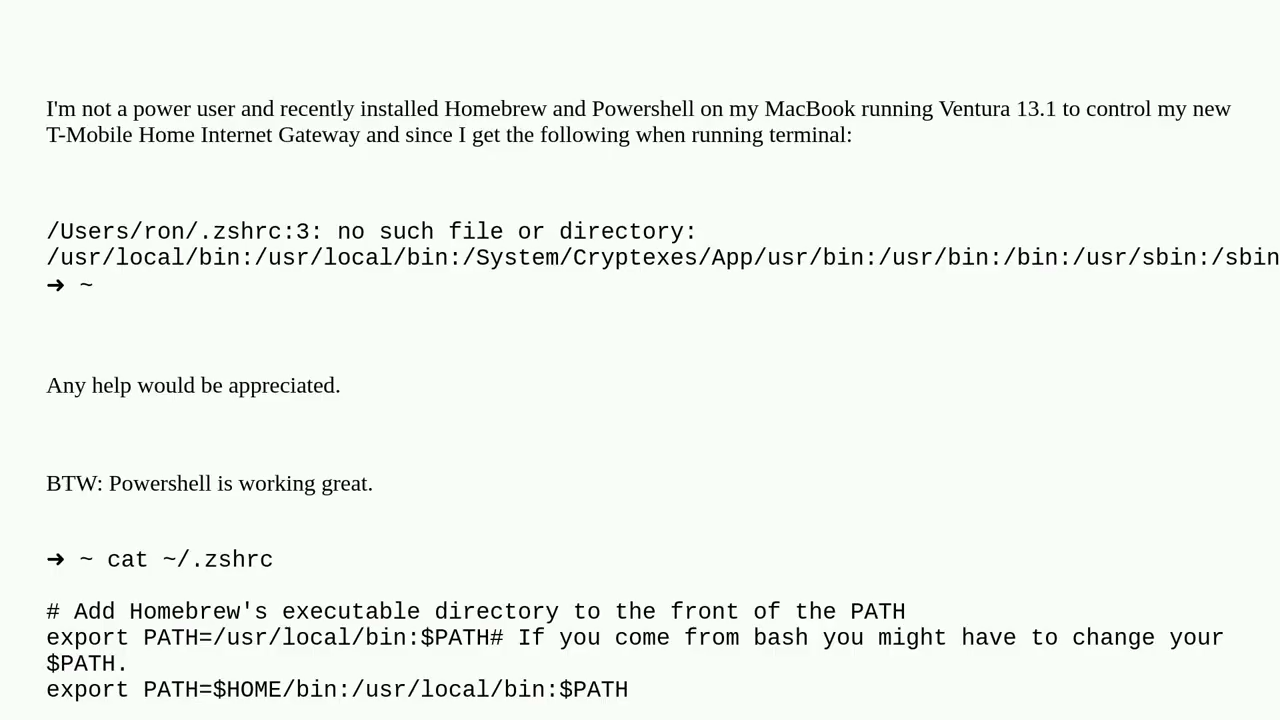 I'm not a power user and recently installed Homebrew and Powershell on my MacBook running Ventura 13.1 to control my new
T-Mobile Home Internet Gateway and since I get the following when running terminal:
/Users/ron/.zshrc:3: no such file or directory:
/usr/local/bin:/usr/local/bin:/System/Cryptexes/App/usr/bin:/usr/bin:/bin:/usr/sbin:/sbin
➜ ~
Any help would be appreciated.
BTW: Powershell is working great.
➜ ~ cat ~/.zshrc
# Add Homebrew's executable directory to the front of the PATH
export PATH=/usr/local/bin:$PATH# If you come from bash you might have to change your
$PATH.
export PATH=$HOME/bin:/usr/local/bin:$PATH